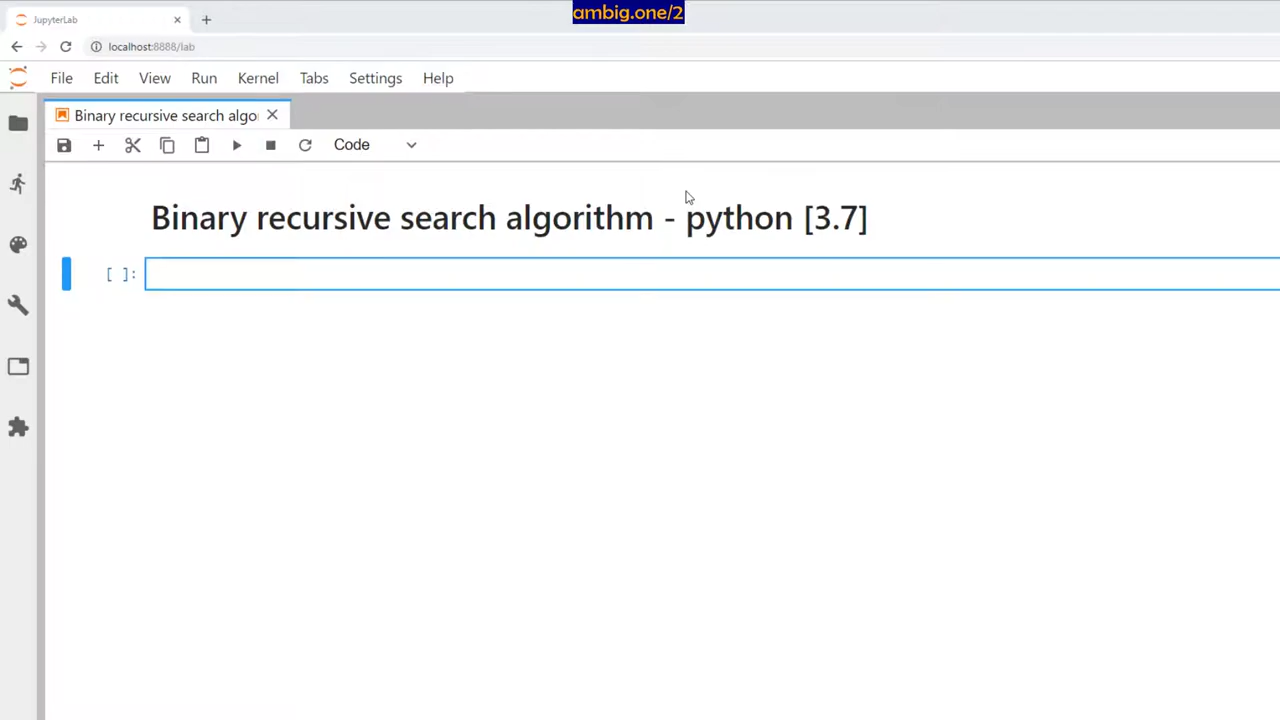 ambig.one/2
JupyterLab
localhost:8888/lab
File Edit View Run Kernel Tabs Settings Help
Binary recursive search algo
Code
Binary recursive search algorithm - python [3.7]
[ ]: